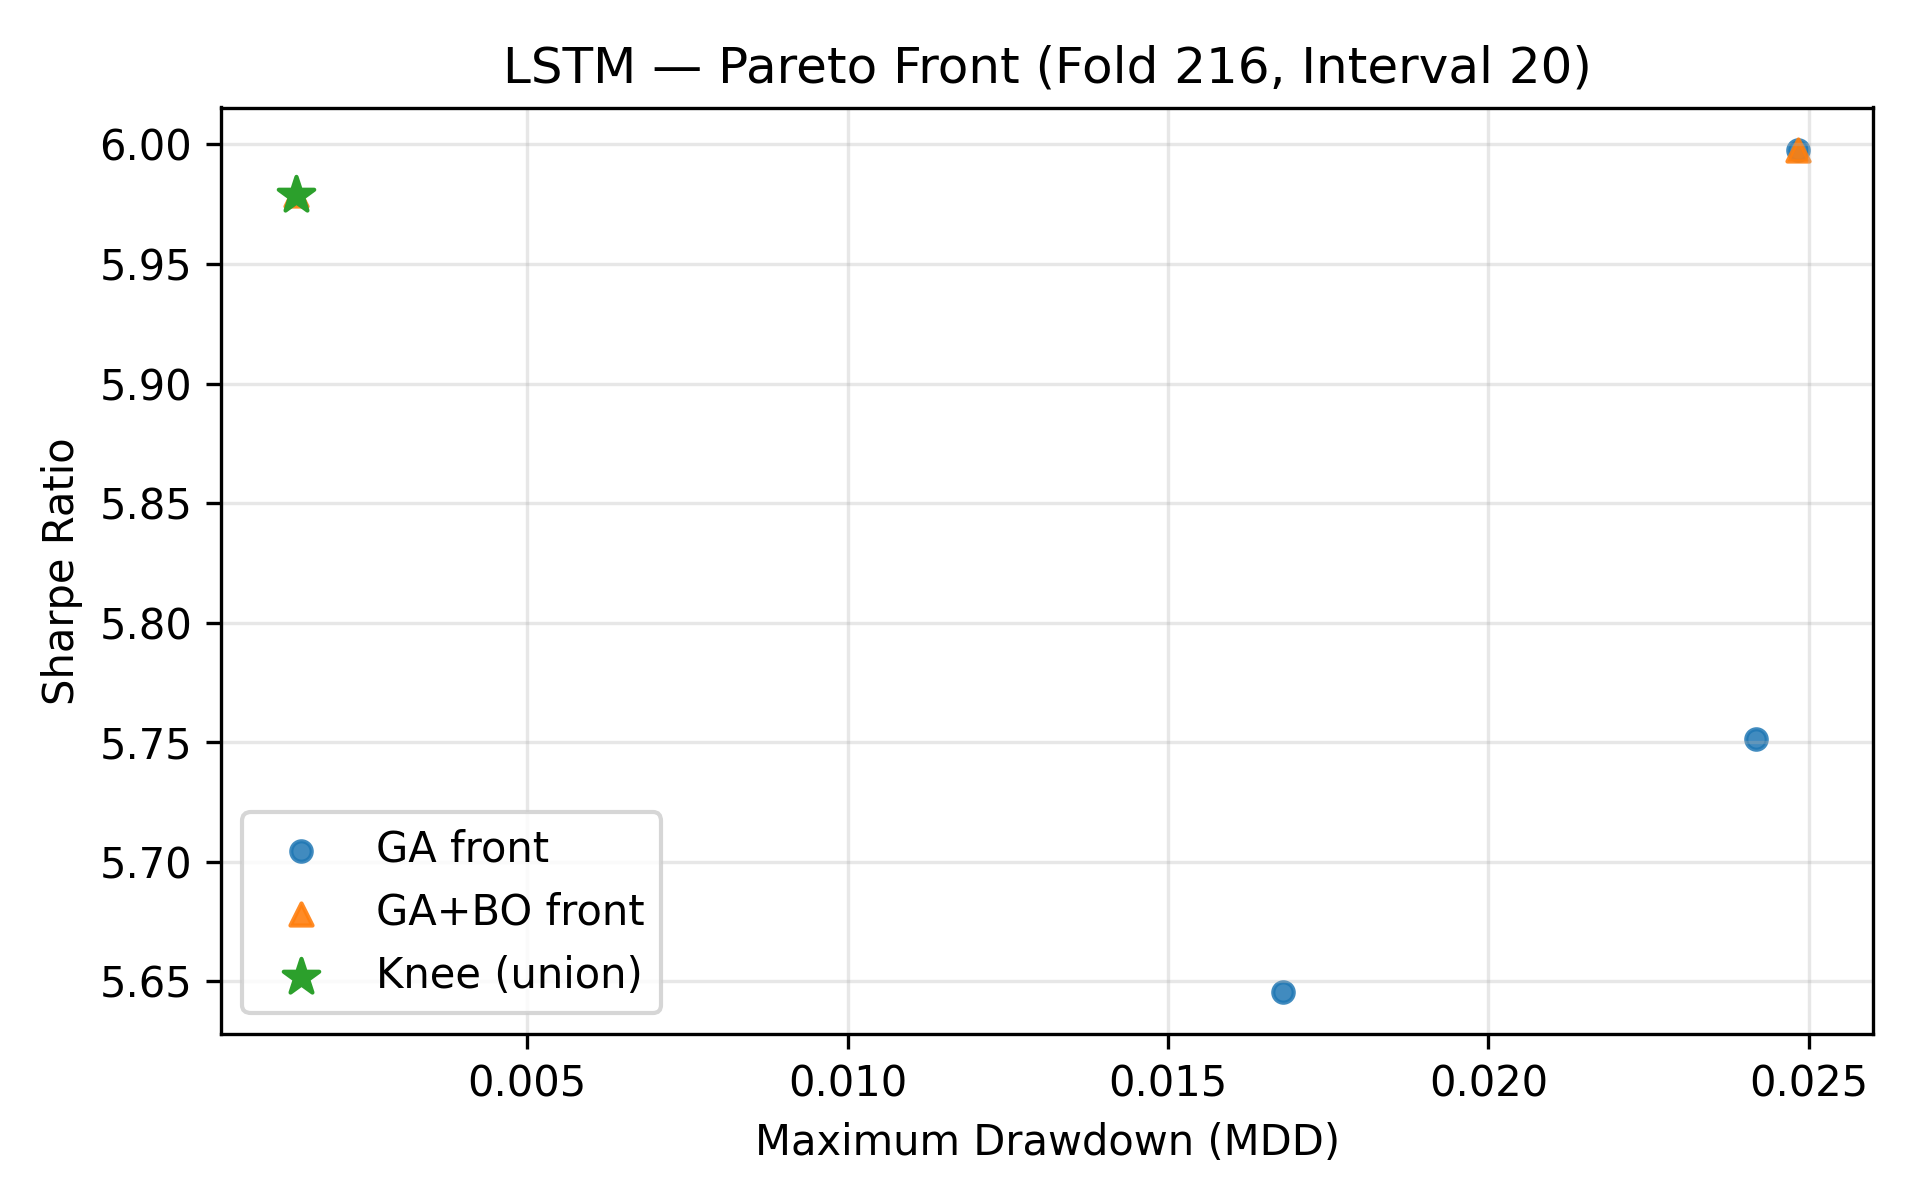 LSTM — Pareto Front (Fold 216, Interval 20)
6.00
5.95
5.90
5.85
5.80
5.75
5.70
5.65
Sharpe Ratio
GA front
GA+BO front
Knee (union)
0.005 0.010 0.015 0.020 0.025
Maximum Drawdown (MDD)